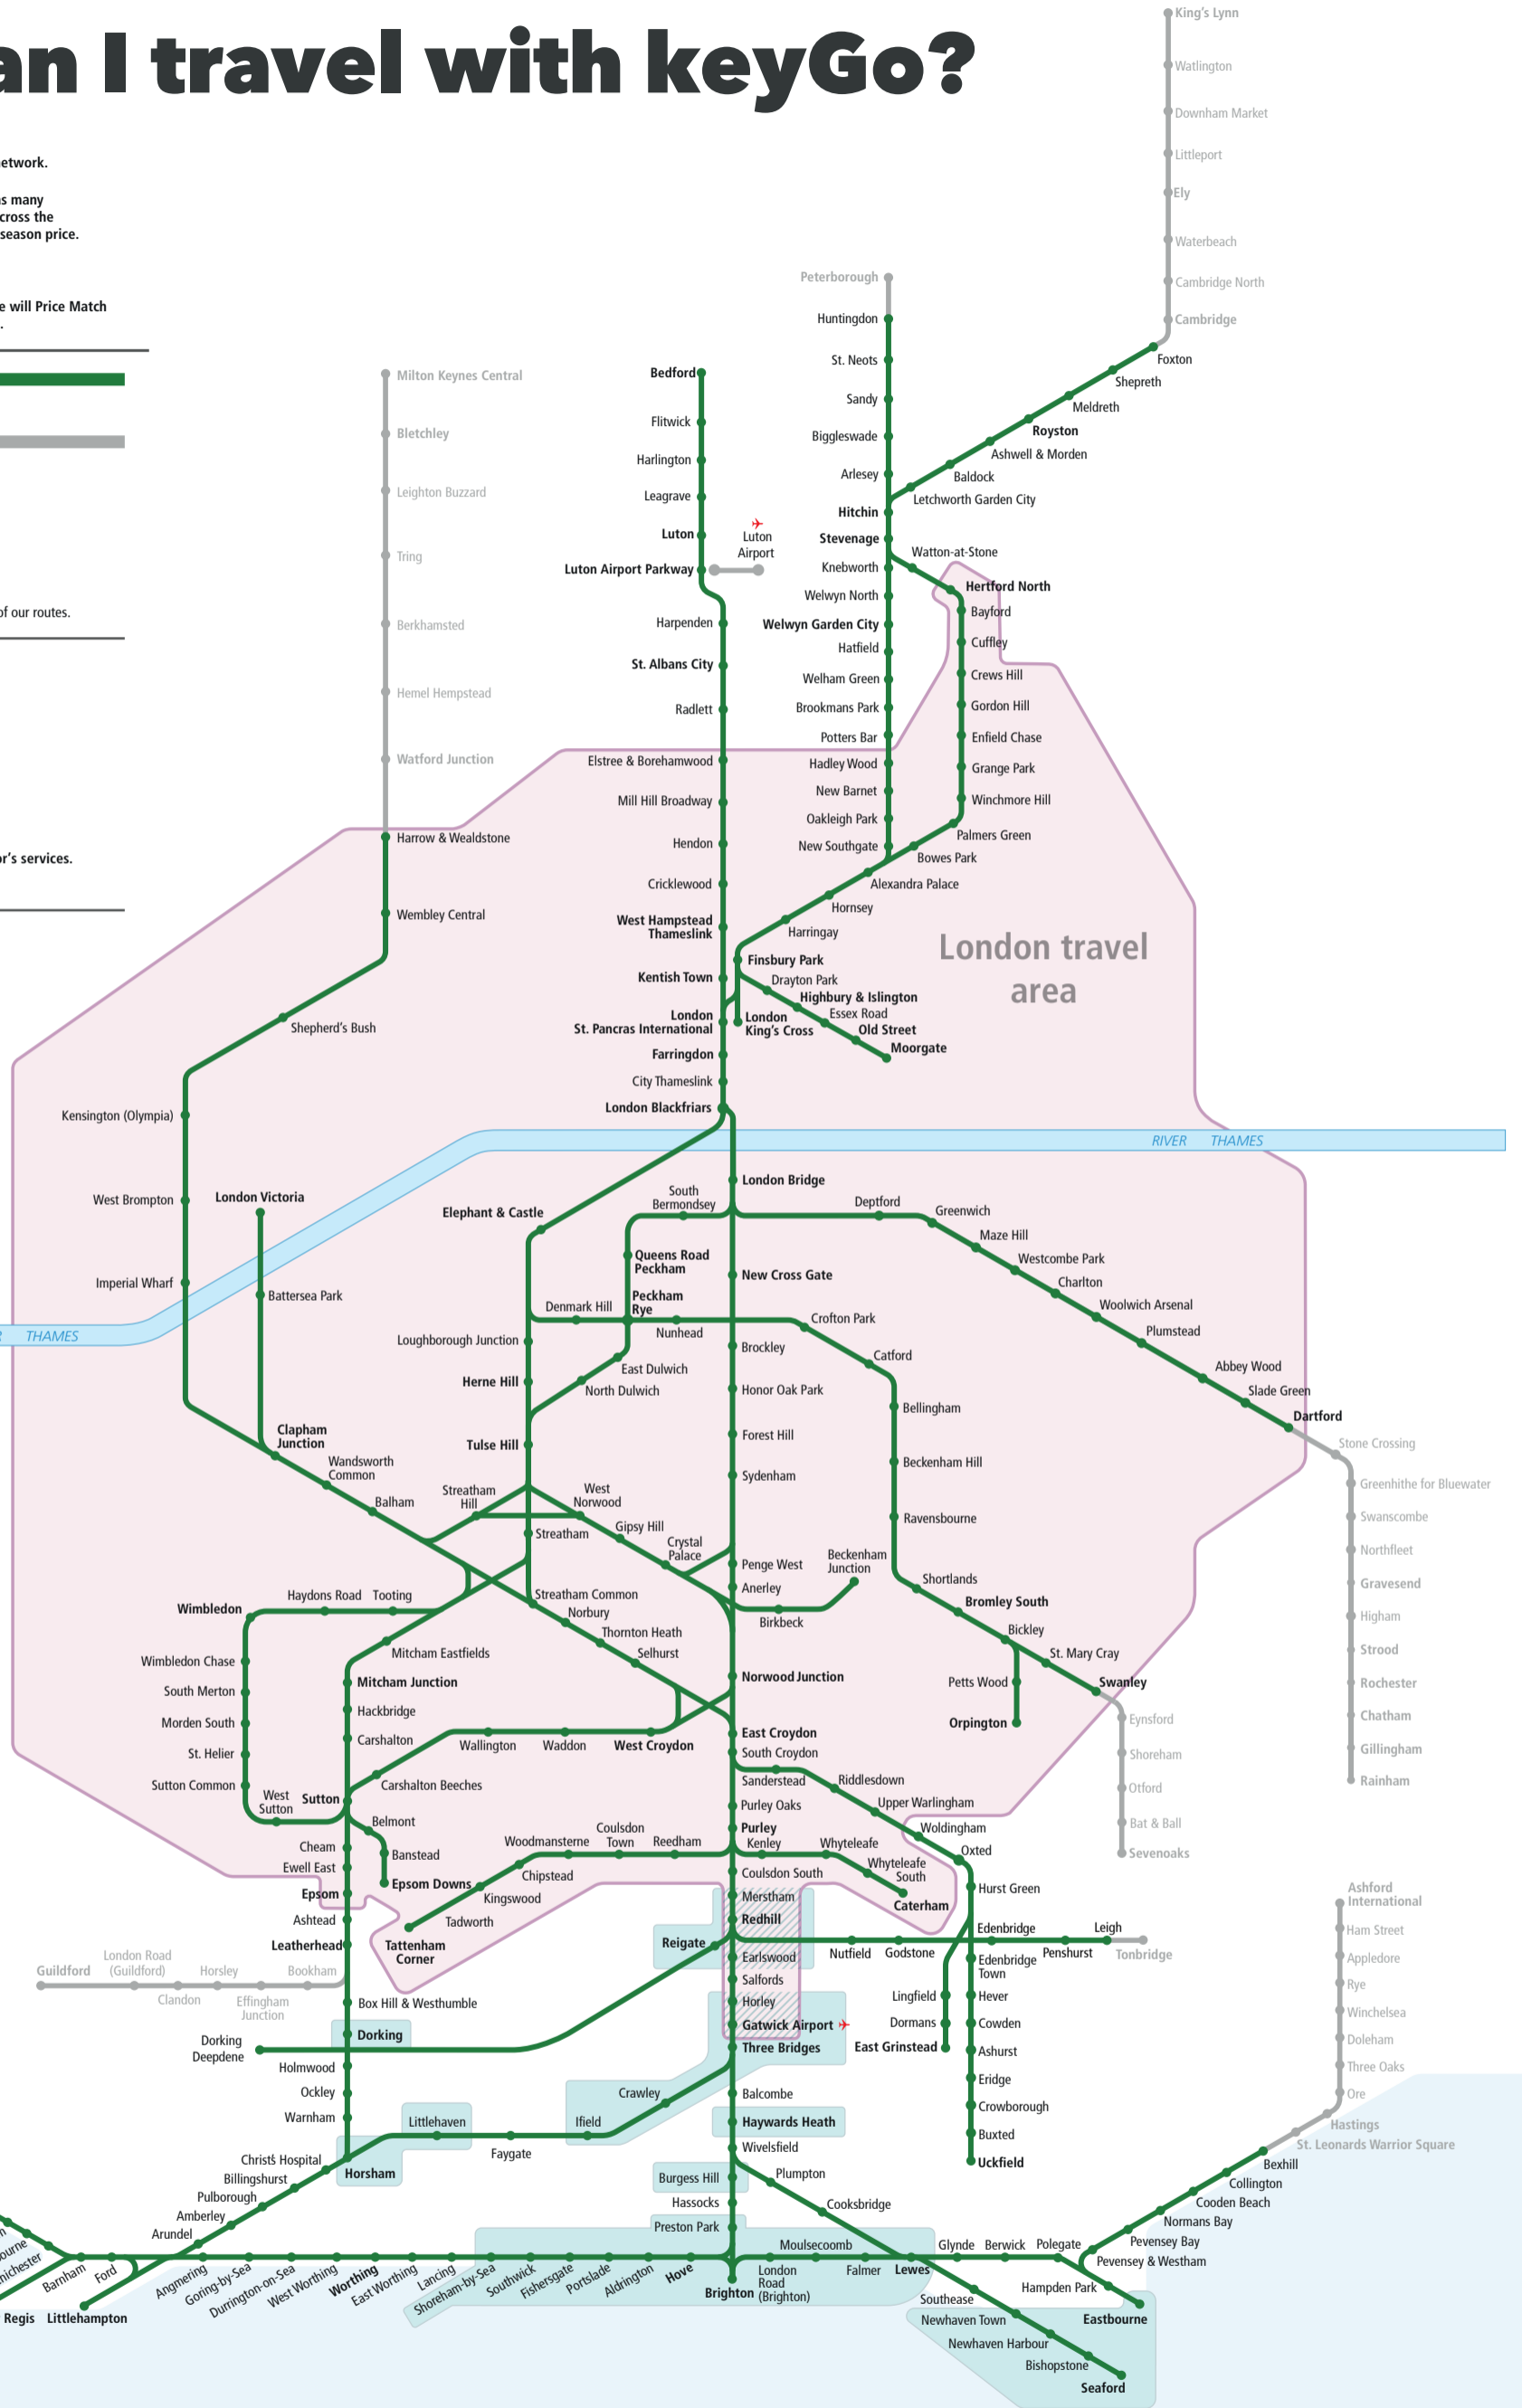 an I travel with keyGo?
etwork.
s many
cross the
season price.
e will Price Match
.
of our routes.
or's services.
King's Lynn
Watlington
Downham Market
Littleport
Ely
Waterbeach
Cambridge North
Cambridge
Foxton
Shepreth
Meldreth
Royston
Ashwell & Morden
Baldock
Letchworth Garden City
Peterborough
Huntingdon
St. Neots
Sandy
Biggleswade
Arlesey
Hitchin
Stevenage
Knebworth
Welwyn North
Welwyn Garden City
Hatfield
Welham Green
Brookmans Park
Potters Bar
Hadley Wood
New Barnet
Oakleigh Park
New Southgate
Watton-at-Stone
Hertford North
Bayford
Cuffley
Crews Hill
Gordon Hill
Enfield Chase
Grange Park
Winchmore Hill
Palmers Green
Bowes Park
Alexandra Palace
Hornsey
Harringay
Finsbury Park
Drayton Park
Highbury & Islington
Essex Road
Old Street
Moorgate
London
King's Cross
London travel
area
Milton Keynes Central
Bletchley
Leighton Buzzard
Tring
Berkhamsted
Hemel Hempstead
Watford Junction
Harrow & Wealdstone
Wembley Central
Shepherd's Bush
Kensington (Olympia)
West Brompton
Imperial Wharf
Bedford
Flitwick
Harlington
Leagrave
Luton
Luton Airport Parkway
Luton
Airport
Harpenden
St. Albans City
Radlett
Elstree & Borehamwood
Mill Hill Broadway
Hendon
Cricklewood
West Hampstead
Thameslink
Kentish Town
London
St. Pancras International
Farringdon
City Thameslink
London Blackfriars
RIVER THAMES
R THAMES
London Victoria
Battersea Park
Clapham
Junction
Wandsworth
Common
Balham
Elephant & Castle
Loughborough Junction
Herne Hill
Tulse Hill
Streatham
Hill
West
Norwood
Gipsy Hill
Crystal
Palace
Streatham
Streatham Common
Norbury
Thornton Heath
Selhurst
South
Bermondsey
Queens Road
Peckham
Peckham
Rye
Denmark Hill
Nunhead
East Dulwich
North Dulwich
London Bridge
New Cross Gate
Brockley
Honor Oak Park
Forest Hill
Sydenham
Penge West
Anerley
Birkbeck
Beckenham
Junction
Norwood Junction
Deptford
Greenwich
Maze Hill
Westcombe Park
Charlton
Woolwich Arsenal
Plumstead
Abbey Wood
Slade Green
Dartford
Stone Crossing
Greenhithe for Bluewater
Swanscombe
Northfleet
Gravesend
Higham
Strood
Rochester
Chatham
Gillingham
Rainham
Crofton Park
Catford
Bellingham
Beckenham Hill
Ravensbourne
Shortlands
Bromley South
Bickley
St. Mary Cray
Swanley
Petts Wood
Orpington
Eynsford
Shoreham
Otford
Bat & Ball
Sevenoaks
Haydons Road
Tooting
Wimbledon
Wimbledon Chase
South Merton
Morden South
St. Helier
Sutton Common
West
Sutton
Mitcham Eastfields
Mitcham Junction
Hackbridge
Carshalton
Sutton
Wallington
Waddon
West Croydon
Carshalton Beeches
Belmont
Banstead
Epsom Downs
Cheam
Ewell East
Epsom
Ashtead
Leatherhead
East Croydon
South Croydon
Sanderstead
Riddlesdown
Upper Warlingham
Woldingham
Oxted
Hurst Green
Purley Oaks
Purley
Kenley
Whyteleafe
Whyteleafe
South
Caterham
Reedham
Coulsdon
Town
Woodmansterne
Chipstead
Kingswood
Tadworth
Tattenham
Corner
Coulsdon South
Merstham
Redhill
Reigate
Earlswood
Salfords
Horley
Gatwick Airport
Three Bridges
Nutfield
Godstone
Edenbridge
Penshurst
Leigh
Tonbridge
Edenbridge
Town
Hever
Cowden
Ashurst
Eridge
Crowborough
Buxted
Uckfield
Lingfield
Dormans
East Grinstead
Guildford
London Road
(Guildford)
Clandon
Horsley
Effingham
Junction
Bookham
Box Hill & Westhumble
Dorking
Dorking
Deepdene
Holmwood
Ockley
Warnham
Horsham
Littlehaven
Faygate
Ifield
Crawley
Balcombe
Haywards Heath
Wivelsfield
Burgess Hill
Hassocks
Preston Park
Plumpton
Cooksbridge
Christ's Hospital
Billingshurst
Pulborough
Amberley
Arundel
Ashford
International
Ham Street
Appledore
Rye
Winchelsea
Doleham
Three Oaks
Ore
Hastings
St. Leonards Warrior Square
Bexhill
Collington
Cooden Beach
Normans Bay
Pevensey Bay
Pevensey & Westham
n
ourne
hichester
Barnham
Ford
Angmering
Goring-by-Sea
Durrington-on-Sea
West Worthing
Worthing
East Worthing
Lancing
Shoreham-by-Sea
Southwick
Fishersgate
Portslade
Aldrington
Hove
Brighton
London
Road
(Brighton)
Moulsecoomb
Falmer
Lewes
Glynde
Berwick
Polegate
Hampden Park
Eastbourne
Southease
Newhaven Town
Newhaven Harbour
Bishopstone
Seaford
Regis
Littlehampton